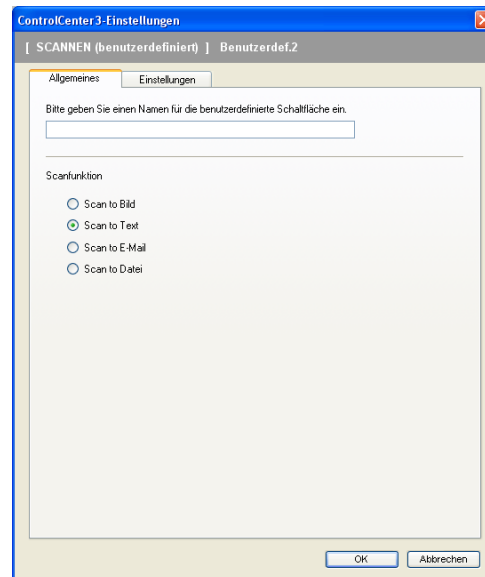 ControlCenter3-Einstellungen
[ SCANNEN (benutzerdefiniert) ] Benutzerdef.2
Allgemeines Einstellungen
Bitte geben Sie einen Namen für die benutzerdefinierte Schaltfläche ein.
Scanfunktion
Scan to Bild
Scan to Text
Scan to E-Mail
Scan to Datei
OK Abbrechen